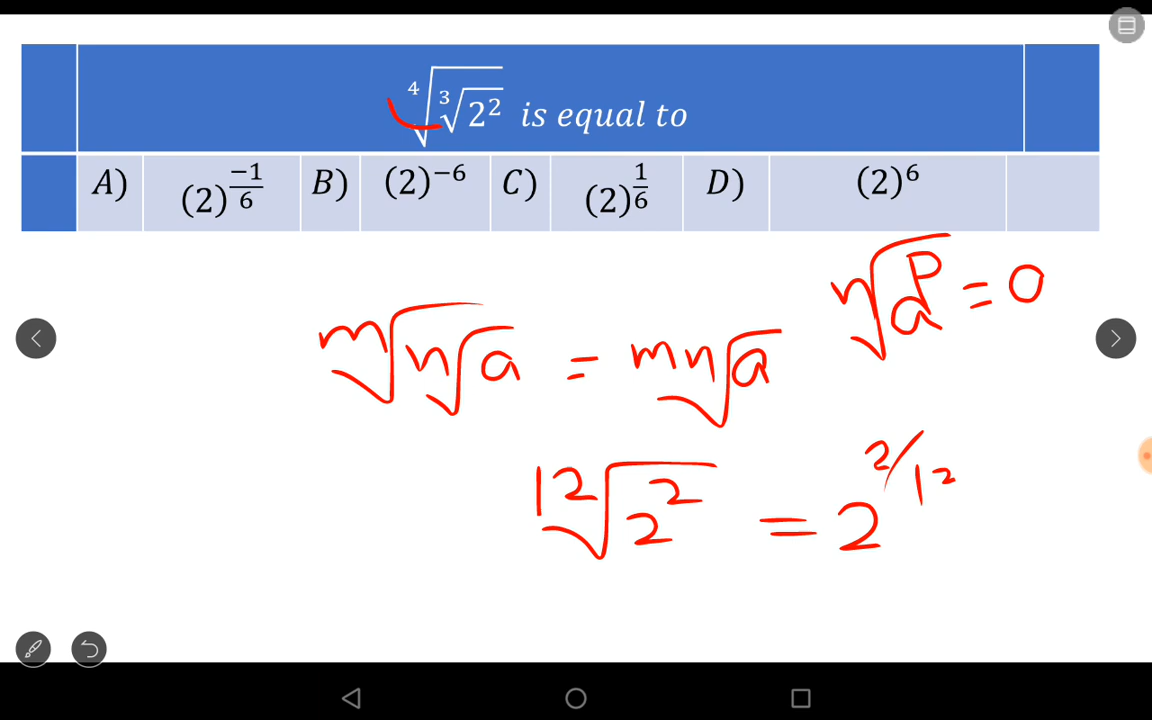 ⁴√(³√(2²)) is equal to
A) (2)^(-1/6) B) (2)^(-6) C) (2)^(1/6) D) (2)^6
ⁿ√(a^p) = 0
ᵐ√(ⁿ√a) = ᵐⁿ√a
¹²√(2²) = 2^(2/12)